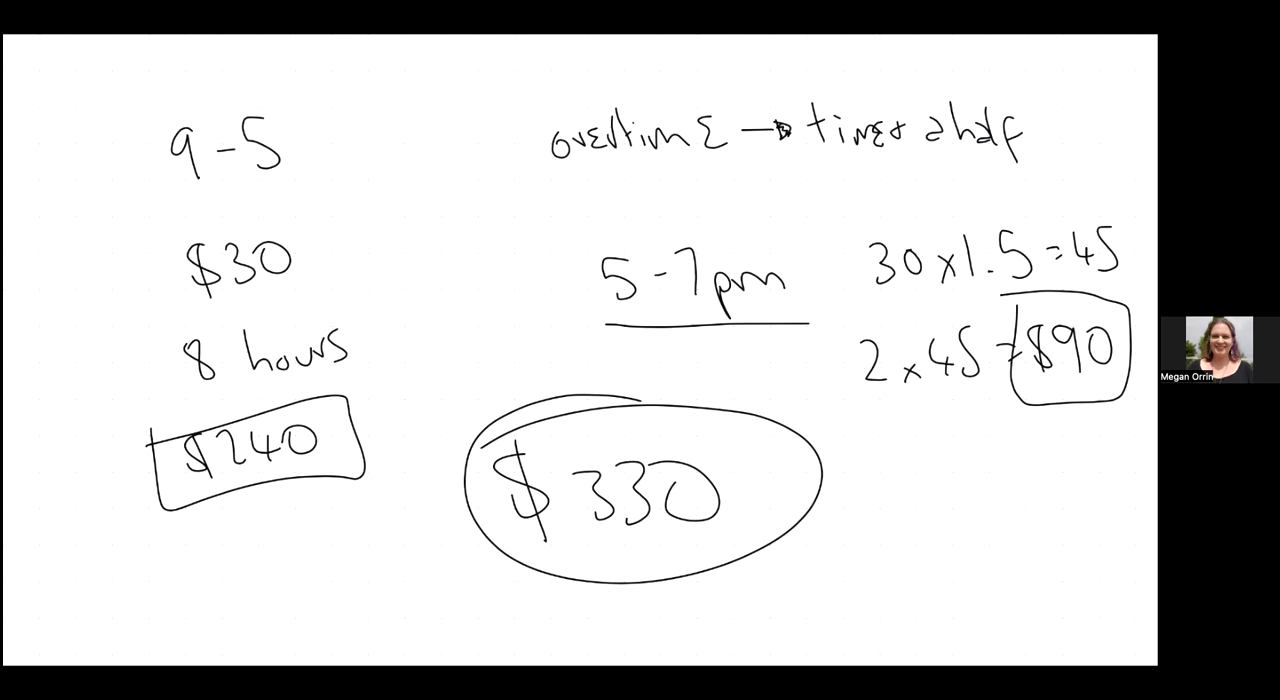 9-5
$30
8 hours
$240
overtime → time + a half
5-7pm
30 x 1.5 = 45
2 x 45 = $90
$330
Megan Orrin